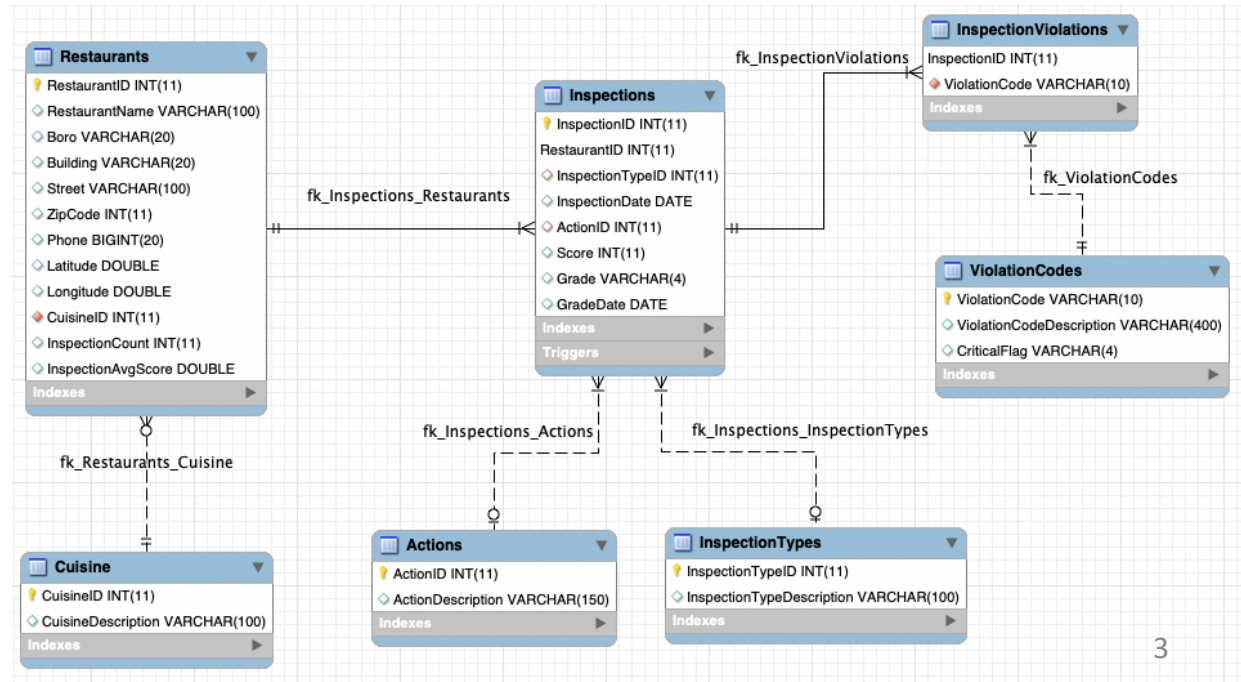 Restaurants
RestaurantID INT(11)
RestaurantName VARCHAR(100)
Boro VARCHAR(20)
Building VARCHAR(20)
Street VARCHAR(100)
ZipCode INT(11)
Phone BIGINT(20)
Latitude DOUBLE
Longitude DOUBLE
CuisineID INT(11)
InspectionCount INT(11)
InspectionAvgScore DOUBLE
Indexes
fk_Restaurants_Cuisine
Cuisine
CuisineID INT(11)
CuisineDescription VARCHAR(100)
Indexes
fk_Inspections_Restaurants
Inspections
InspectionID INT(11)
RestaurantID INT(11)
InspectionTypeID INT(11)
InspectionDate DATE
ActionID INT(11)
Score INT(11)
Grade VARCHAR(4)
GradeDate DATE
Indexes
Triggers
fk_Inspections_Actions
Actions
ActionID INT(11)
ActionDescription VARCHAR(150)
Indexes
fk_Inspections_InspectionTypes
InspectionTypes
InspectionTypeID INT(11)
InspectionTypeDescription VARCHAR(100)
Indexes
fk_InspectionViolations
InspectionViolations
InspectionID INT(11)
ViolationCode VARCHAR(10)
Indexes
fk_ViolationCodes
ViolationCodes
ViolationCode VARCHAR(10)
ViolationCodeDescription VARCHAR(400)
CriticalFlag VARCHAR(4)
Indexes
3